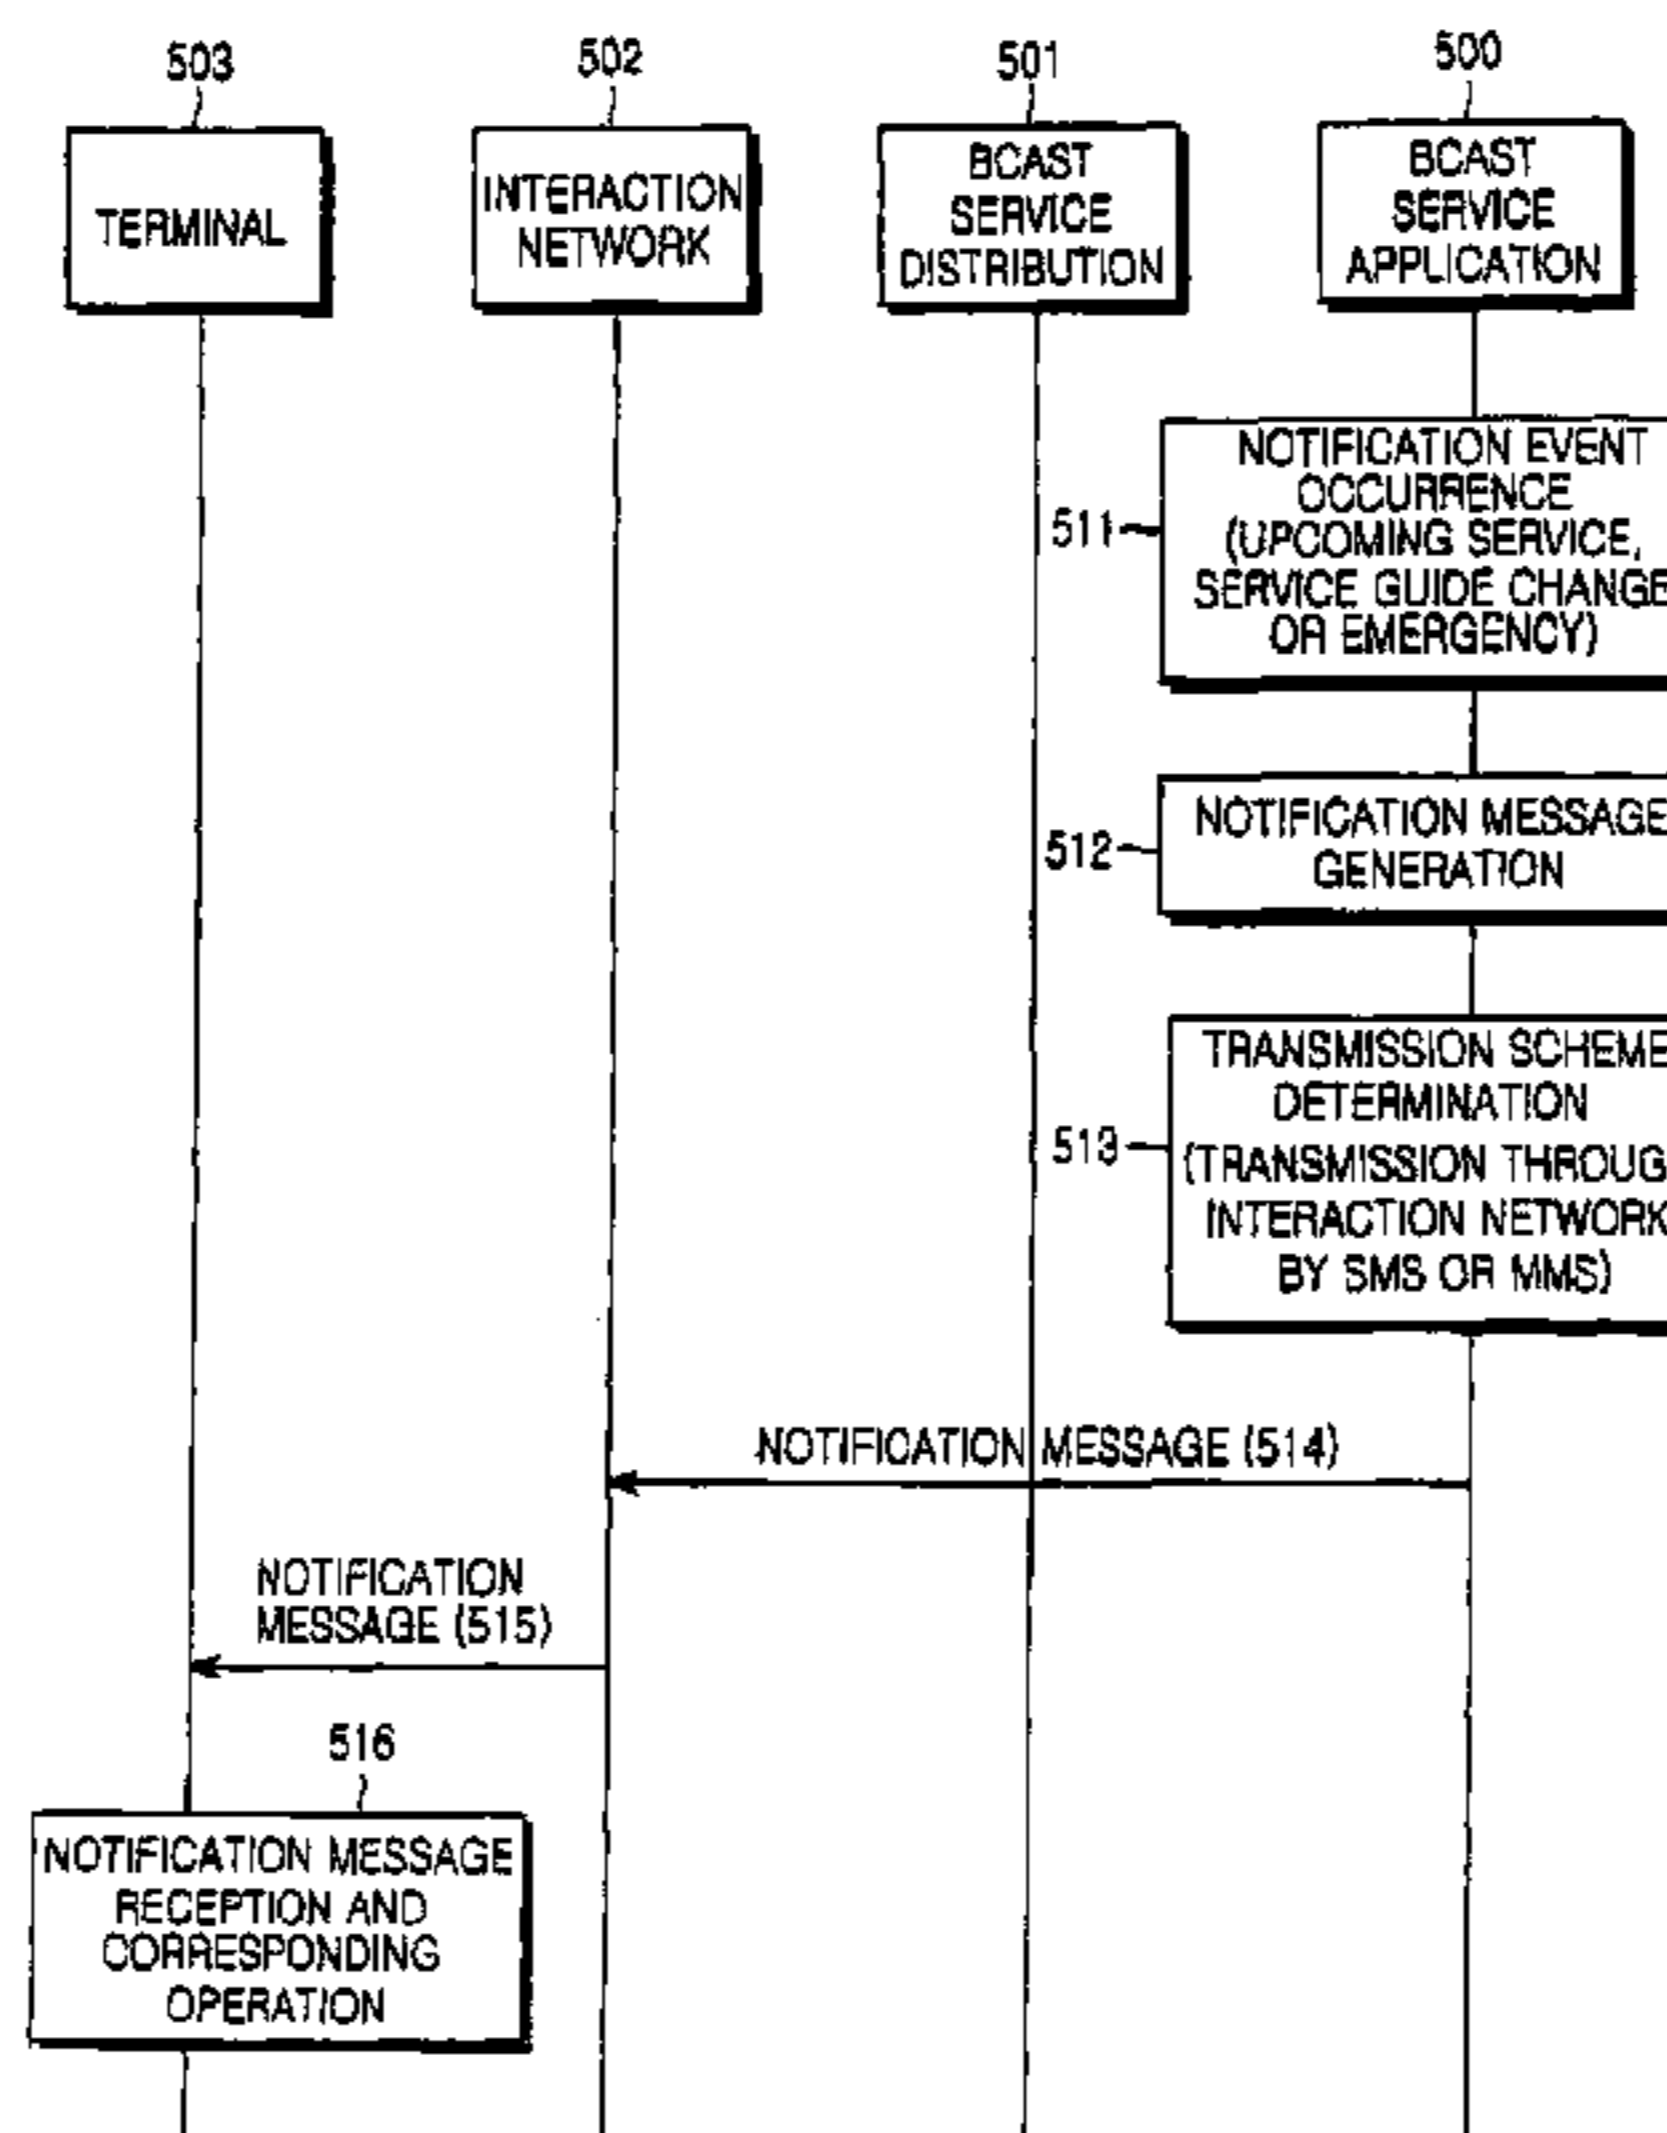 503
502
501
500
TERMINAL
INTERACTION
NETWORK
BCAST
SERVICE
DISTRIBUTION
BCAST
SERVICE
APPLICATION
511
NOTIFICATION EVENT
OCCURRENCE
(UPCOMING SERVICE,
SERVICE GUIDE CHANGE
OR EMERGENCY)
512
NOTIFICATION MESSAGE
GENERATION
513
TRANSMISSION SCHEME
DETERMINATION
(TRANSMISSION THROUG
INTERACTION NETWORK
BY SMS OR MMS)
NOTIFICATION MESSAGE (514)
NOTIFICATION
MESSAGE (515)
516
NOTIFICATION MESSAGE
RECEPTION AND
CORRESPONDING
OPERATION